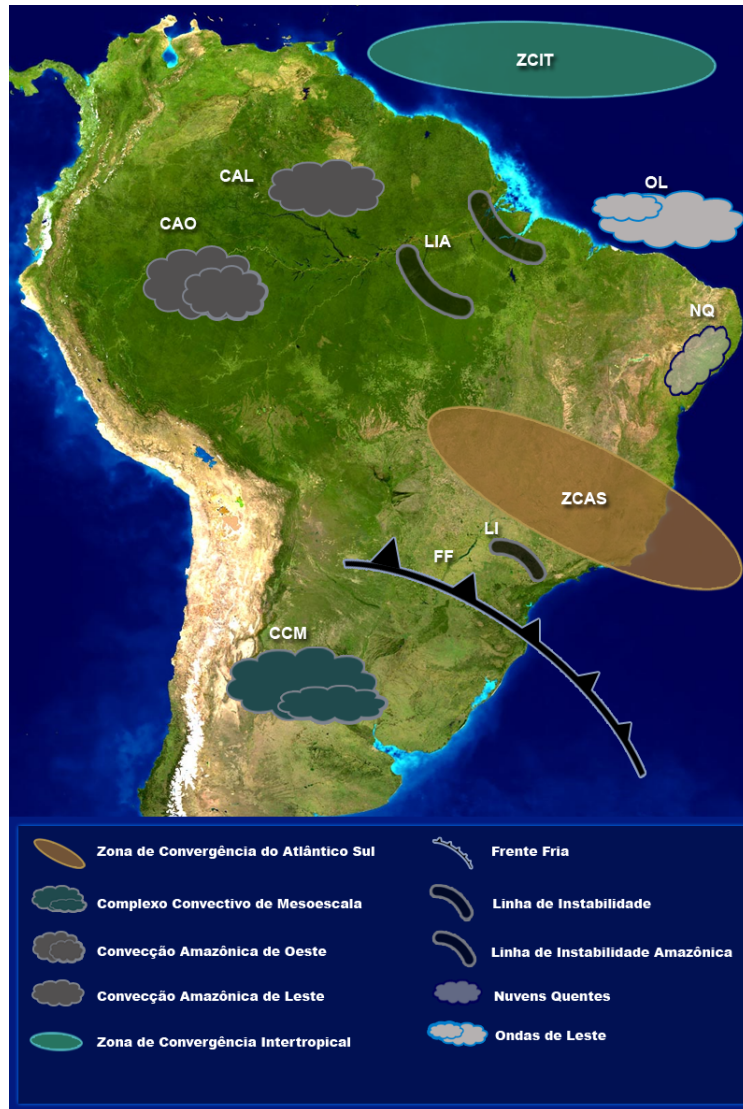 ZCIT
CAL
OL
CAO
LIA
NQ
ZCAS
LI
FF
CCM
Zona de Convergência do Atlântico Sul
Frente Fria
Complexo Convectivo de Mesoescala
Linha de Instabilidade
Convecção Amazônica de Oeste
Linha de Instabilidade Amazônica
Convecção Amazônica de Leste
Nuvens Quentes
Zona de Convergência Intertropical
Ondas de Leste